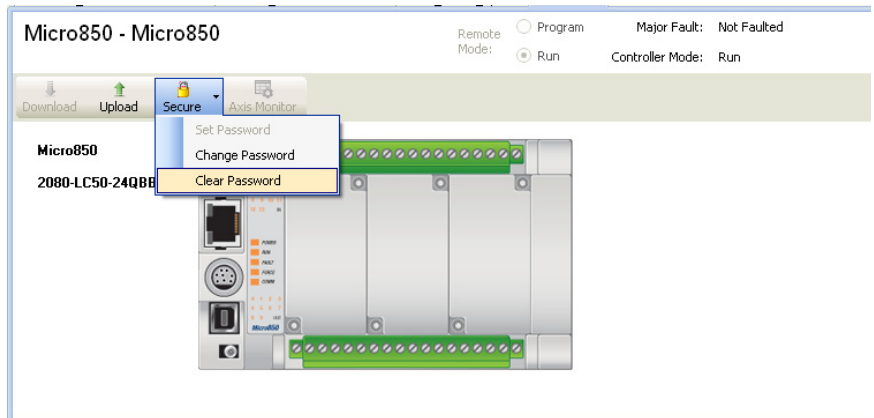 Micro850 - Micro850
Remote Mode:
Program
Run
Major Fault: Not Faulted
Controller Mode: Run
Download Upload Secure Axis Monitor
Set Password
Change Password
Clear Password
Micro850
2080-LC50-24QB
POWER
RUN
FAULT
FORCE
COMM
Micro850